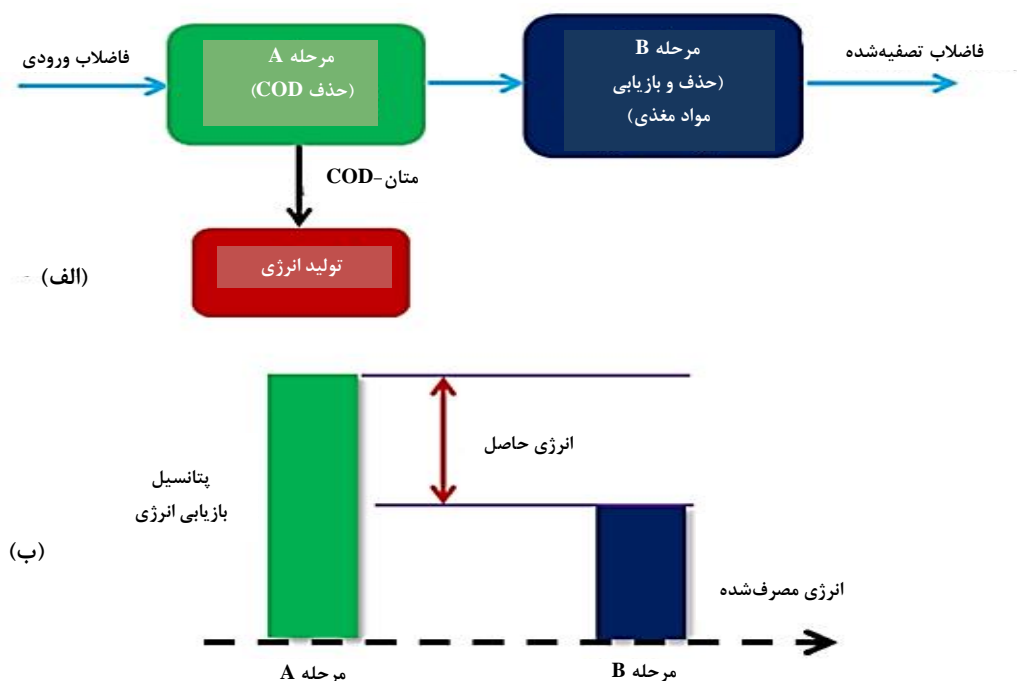 فاضلاب ورودی
مرحله A
(حذف COD)
مرحله B
(حذف و بازیابی
مواد مغذی)
فاضلاب تصفیه‌شده
متان-COD
تولید انرژی
(الف)
انرژی حاصل
پتانسیل
بازیابی انرژی
(ب)
انرژی مصرف‌شده
مرحله A
مرحله B